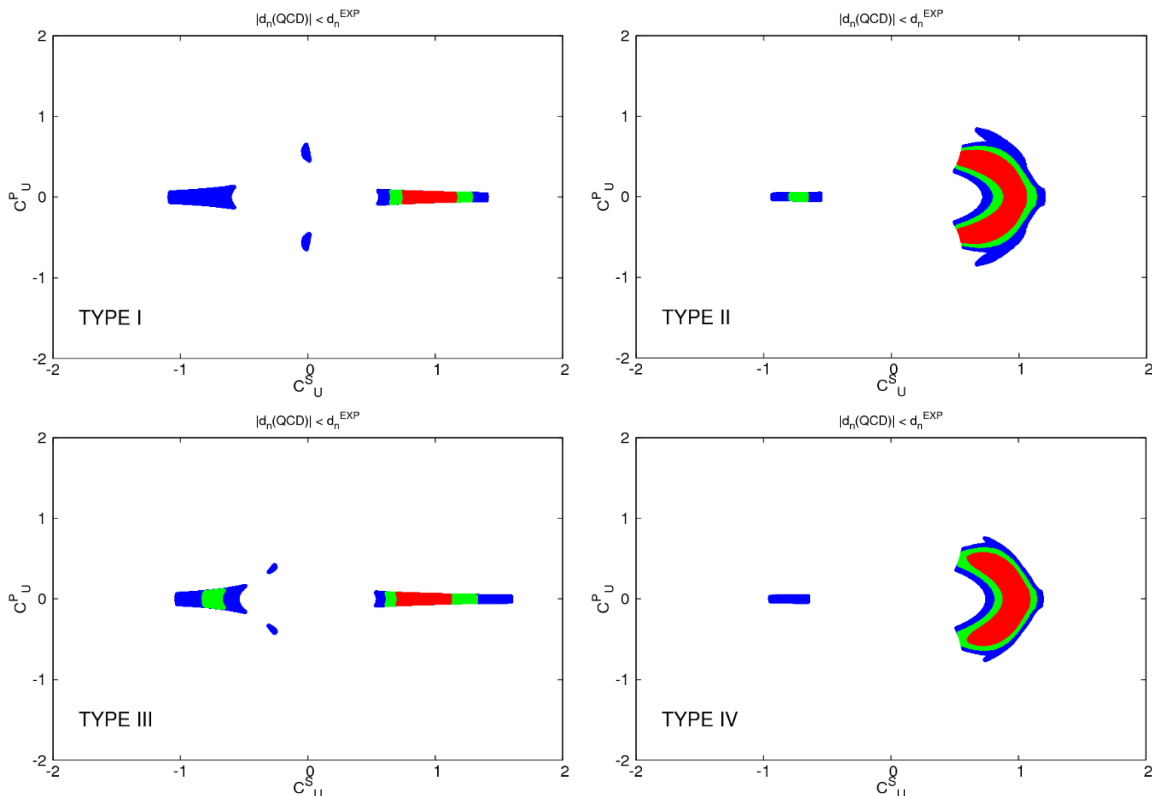 |d_n(QCD)| < d_n^EXP
2
1
0
-1
-2
C^P_U
TYPE I
-2 -1 0 1 2
C^S_U
|d_n(QCD)| < d_n^EXP
2
1
0
-1
-2
C^P_U
TYPE II
-2 -1 0 1 2
C^S_U
|d_n(QCD)| < d_n^EXP
2
1
0
-1
-2
C^P_U
TYPE III
-2 -1 0 1 2
C^S_U
|d_n(QCD)| < d_n^EXP
2
1
0
-1
-2
C^P_U
TYPE IV
-2 -1 0 1 2
C^S_U